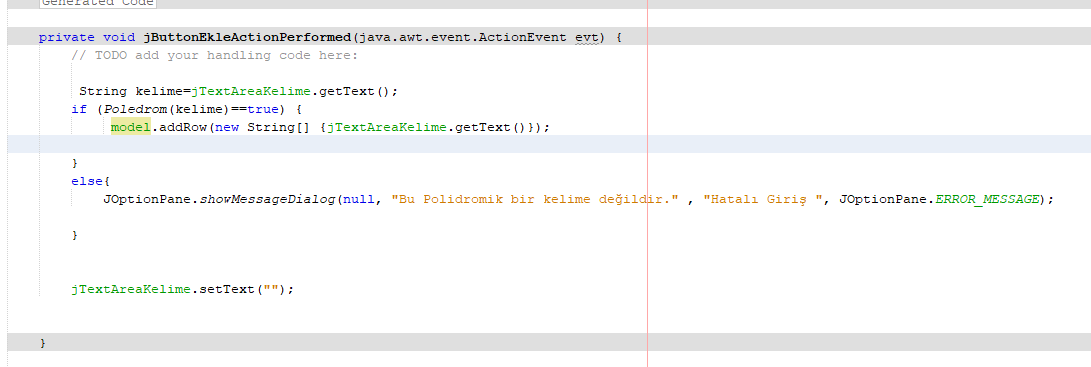 Generated Code
private void jButtonEkleActionPerformed(java.awt.event.ActionEvent evt) {
// TODO add your handling code here:
String kelime=jTextAreaKelime.getText();
if (Poledrom(kelime)==true) {
model.addRow(new String[] {jTextAreaKelime.getText()});
}
else{
JOptionPane.showMessageDialog(null, "Bu Polidromik bir kelime değildir." , "Hatalı Giriş ", JOptionPane.ERROR_MESSAGE);
}
jTextAreaKelime.setText("");
}